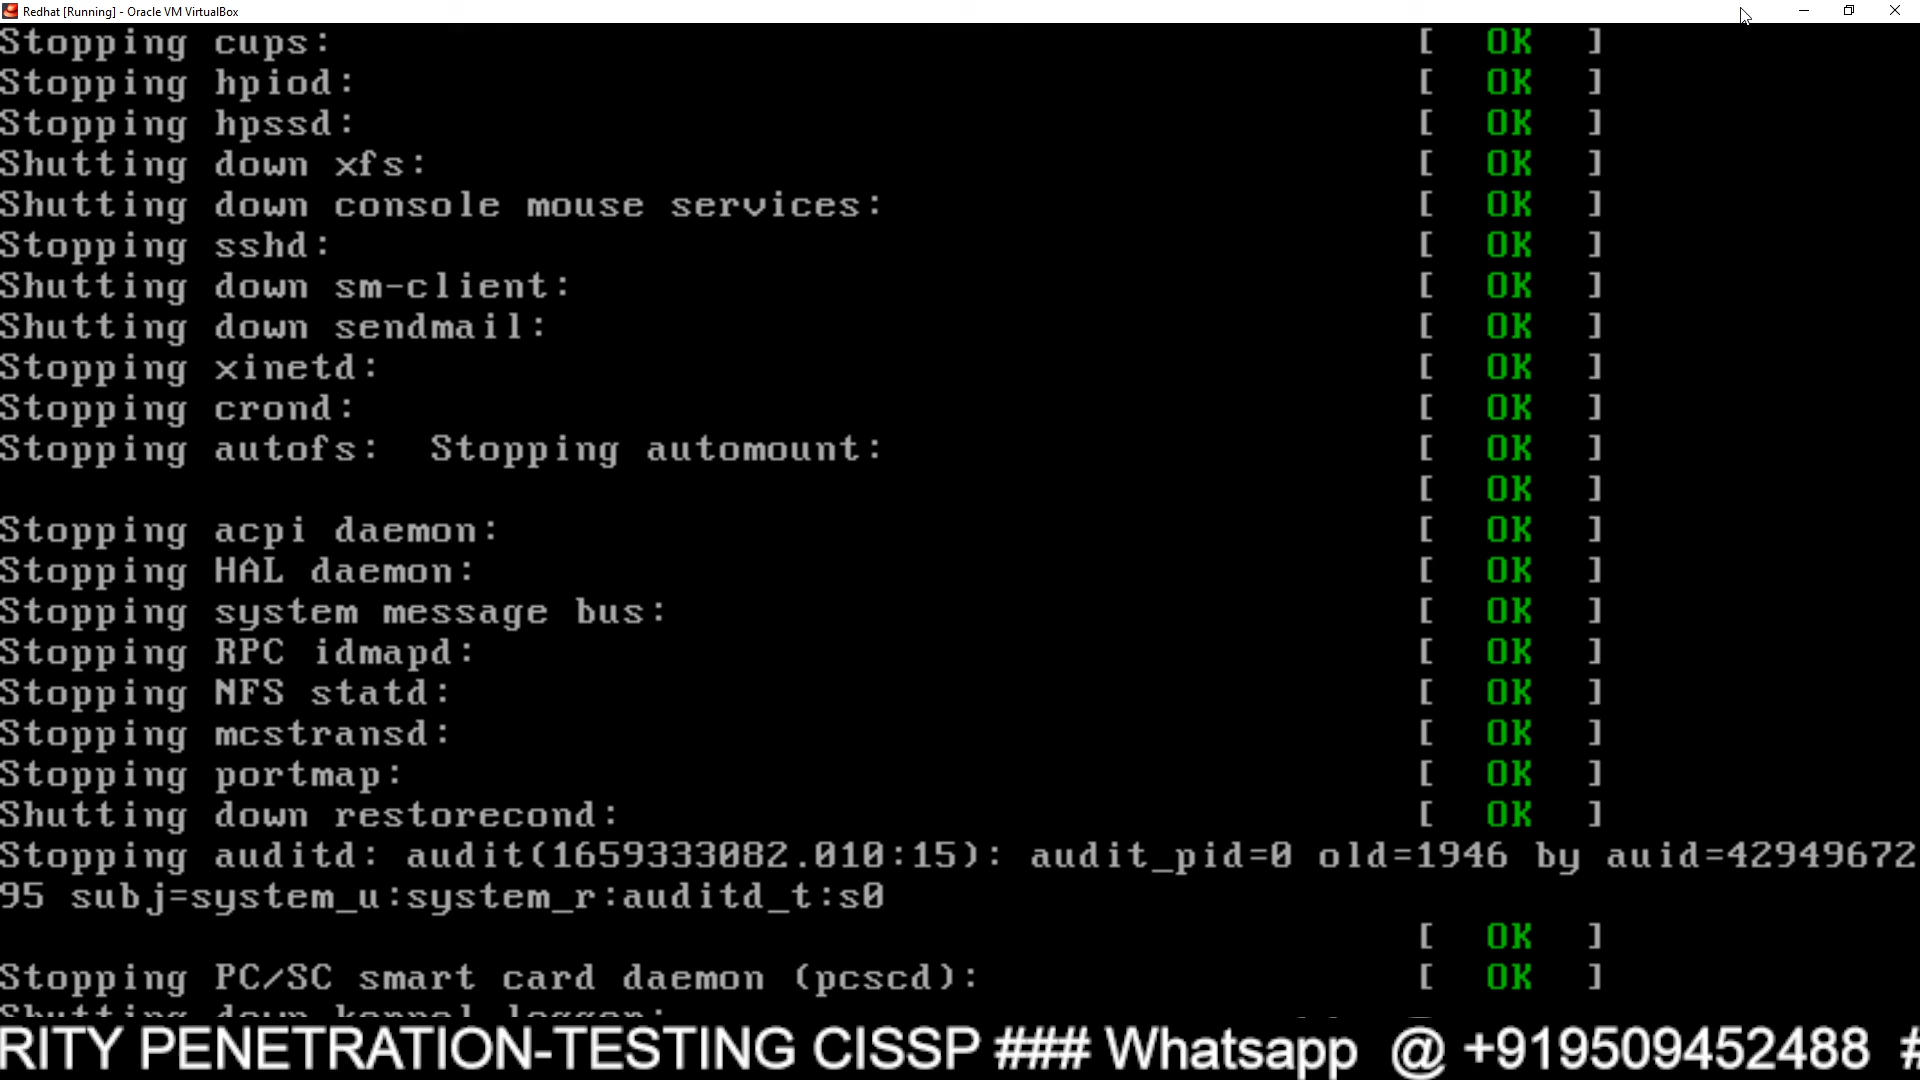 Redhat [Running] - Oracle VM VirtualBox
Stopping cups: [ OK ]
Stopping hpiod: [ OK ]
Stopping hpssd: [ OK ]
Shutting down xfs: [ OK ]
Shutting down console mouse services: [ OK ]
Stopping sshd: [ OK ]
Shutting down sm-client: [ OK ]
Shutting down sendmail: [ OK ]
Stopping xinetd: [ OK ]
Stopping crond: [ OK ]
Stopping autofs: Stopping automount: [ OK ]
[ OK ]
Stopping acpi daemon: [ OK ]
Stopping HAL daemon: [ OK ]
Stopping system message bus: [ OK ]
Stopping RPC idmapd: [ OK ]
Stopping NFS statd: [ OK ]
Stopping mcstransd: [ OK ]
Stopping portmap: [ OK ]
Shutting down restorecond: [ OK ]
Stopping auditd: audit(1659333082.010:15): audit_pid=0 old=1946 by auid=42949672
95 subj=system_u:system_r:auditd_t:s0
[ OK ]
Stopping PC/SC smart card daemon (pcscd): [ OK ]
Shutting down kernel logger:
RITY PENETRATION-TESTING CISSP ### Whatsapp @ +919509452488 #